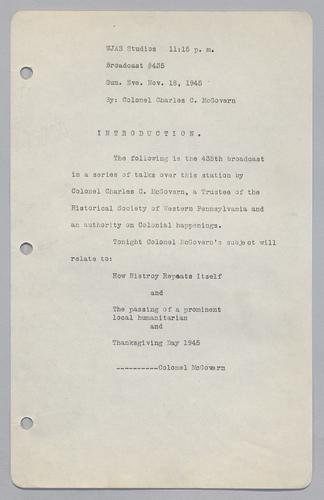 WJAS Studios 11:15 p. m.
Broadcast #435
Sun. Eve. Nov. 18, 1945
By: Colonel Charles C. McGovern
I N T R O D U C T I O N .
The following is the 435th broadcast
in a series of talks over this station by
Colonel Charles C. McGovern, a Trustee of the
Historical Society of Western Pennsylvania and
an authority on Colonial happenings.
Tonight Colonel McGovern's subject will
relate to:
How Histroy Repeats Itself
and
The passing of a prominent
local humanitarian
and
Thanksgiving Day 1945
----------Colonel McGovern